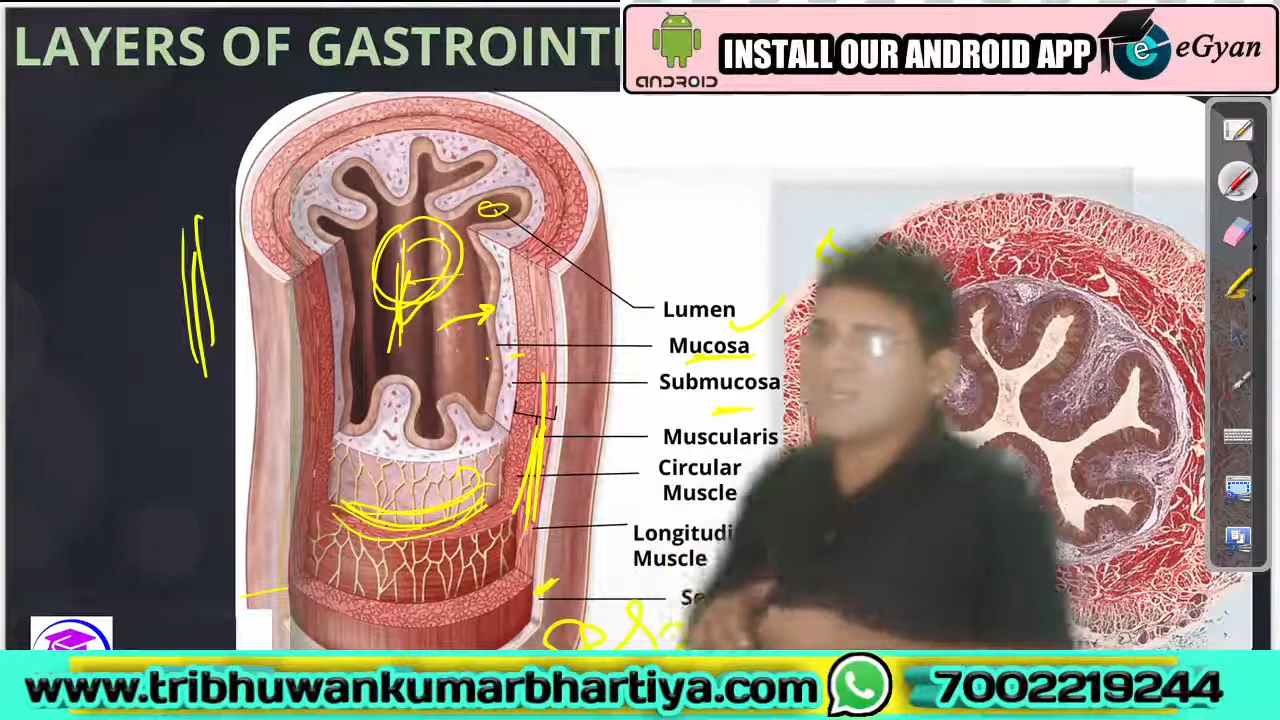 LAYERS OF GASTROINT
INSTALL OUR ANDROID APP
eGyan
ANDROID
Lumen
Mucosa
Submucosa
Muscularis
Circular
Muscle
Longitudi
Muscle
Se
www.tribhuwankumarbhartiya.com
7002219244